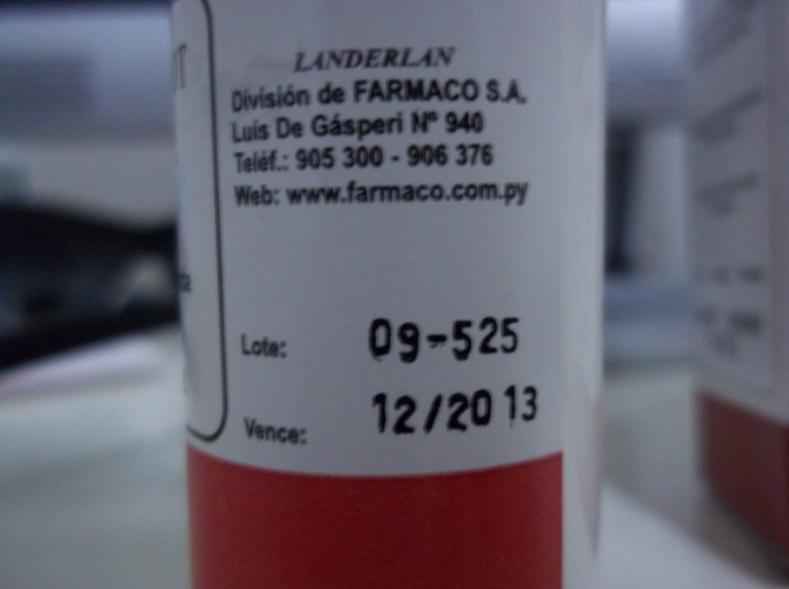 LANDERLAN
División de FARMACO S.A.
Luis De Gásperi Nº 940
Teléf.: 905 300 - 906 376
Web: www.farmaco.com.py
Lote: 09-525
Vence: 12/2013